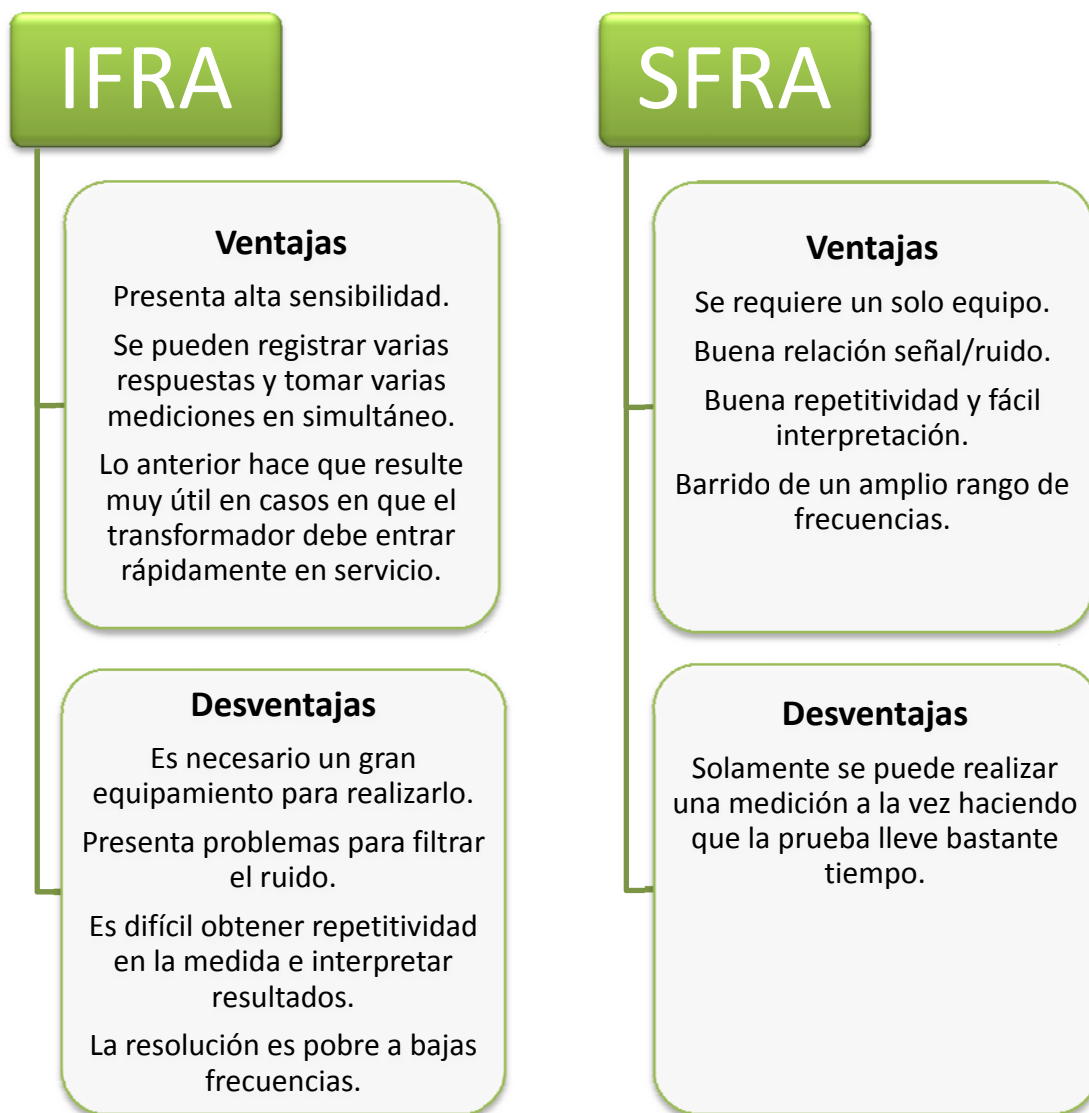 IFRA
Ventajas
Presenta alta sensibilidad.
Se pueden registrar varias
respuestas y tomar varias
mediciones en simultáneo.
Lo anterior hace que resulte
muy útil en casos en que el
transformador debe entrar
rápidamente en servicio.
Desventajas
Es necesario un gran
equipamiento para realizarlo.
Presenta problemas para filtrar
el ruido.
Es difícil obtener repetitividad
en la medida e interpretar
resultados.
La resolución es pobre a bajas
frecuencias.
SFRA
Ventajas
Se requiere un solo equipo.
Buena relación señal/ruido.
Buena repetitividad y fácil
interpretación.
Barrido de un amplio rango de
frecuencias.
Desventajas
Solamente se puede realizar
una medición a la vez haciendo
que la prueba lleve bastante
tiempo.